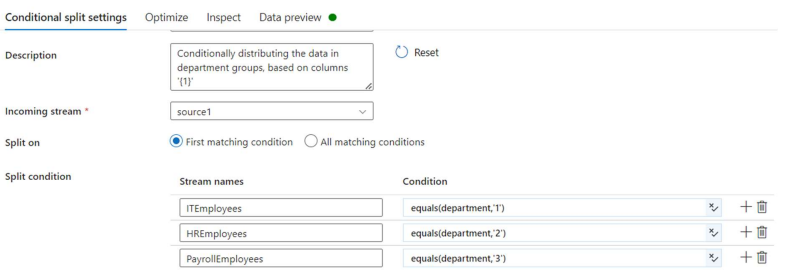 Conditional split settings Optimize Inspect Data preview
Description
Conditionally distributing the data in
department groups, based on columns
'{1}'
Reset
Incoming stream *
source1
Split on
First matching condition All matching conditions
Split condition
Stream names Condition
ITEmployees equals(department,'1')
HREmployees equals(department,'2')
PayrollEmployees equals(department,'3')